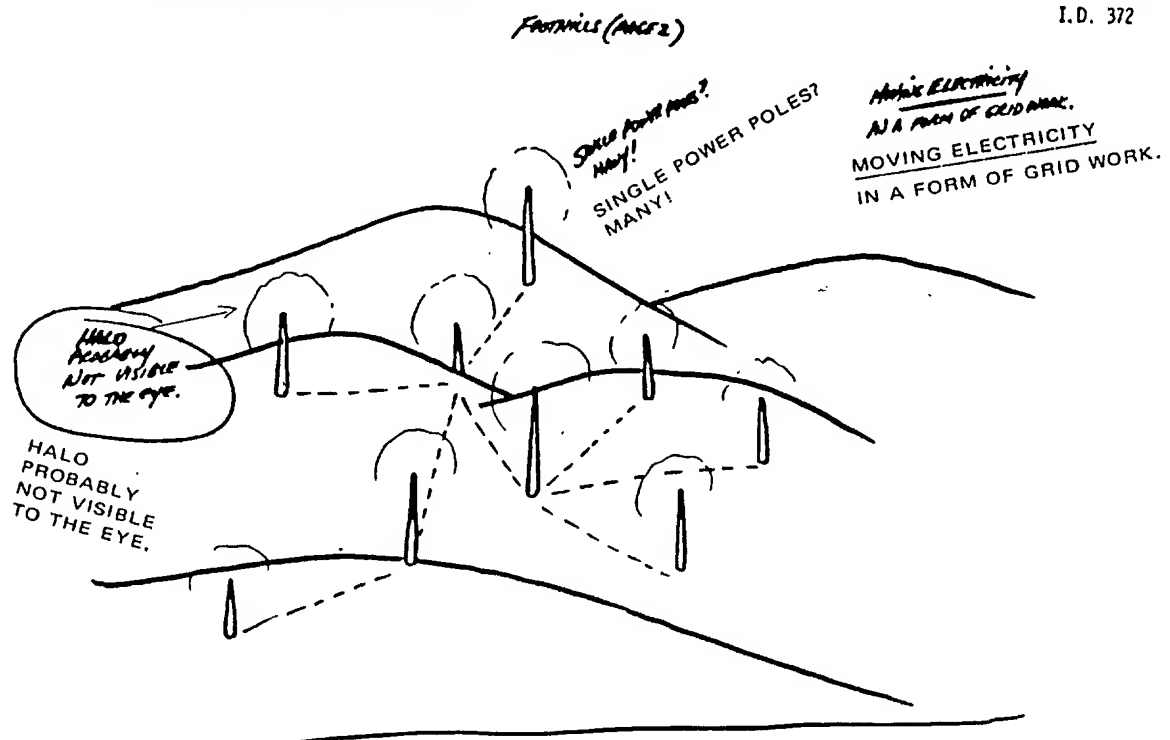 I.D. 372
FOOTHILLS (PAGE 2)
SINGLE POWER POLES?
MANY!
SINGLE POWER POLES?
MANY!
MOVING ELECTRICITY
IN A FORM OF GRID WORK.
MOVING ELECTRICITY
IN A FORM OF GRID WORK.
HALO
PROBABLY
NOT VISIBLE
TO THE EYE.
HALO
PROBABLY
NOT VISIBLE
TO THE EYE.